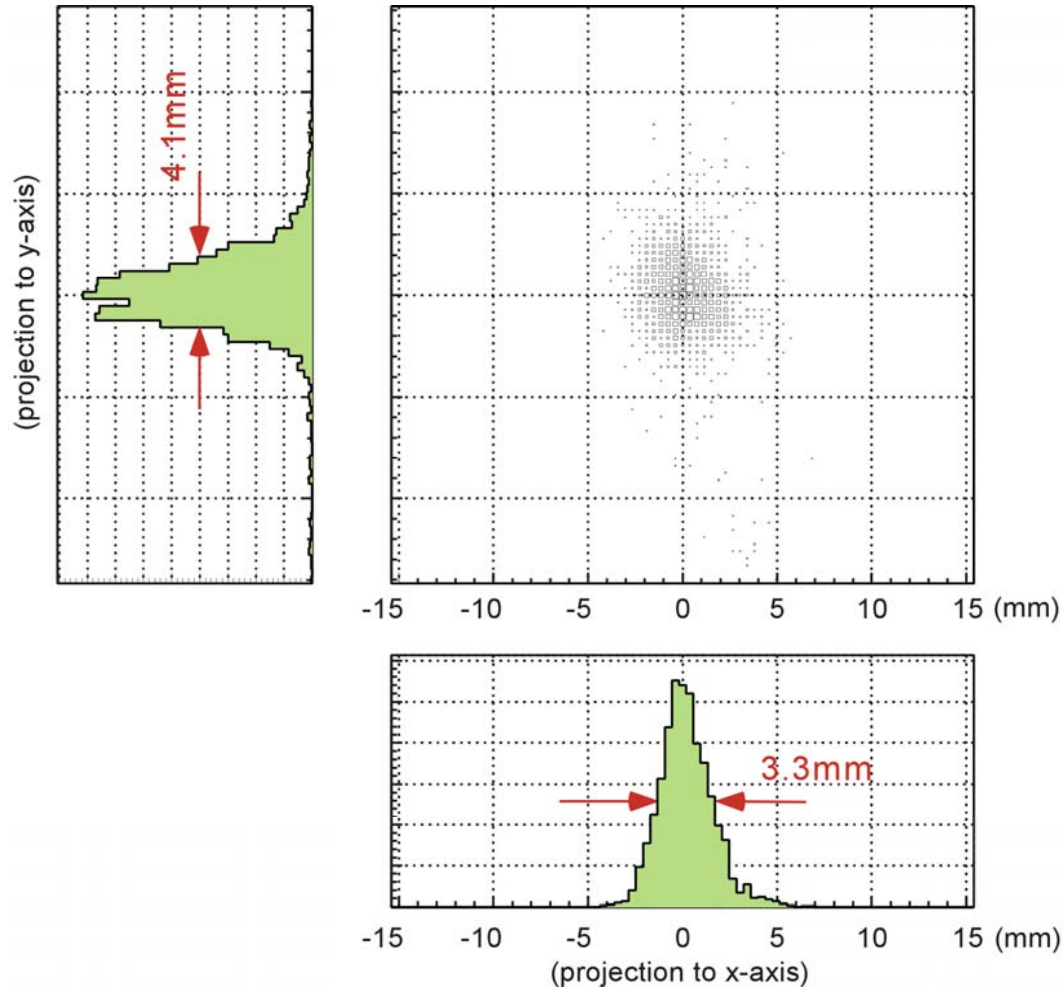 4.1mm
(projection to y-axis)
-15 -10 -5 0 5 10 15 (mm)
3.3mm
-15 -10 -5 0 5 10 15 (mm)
(projection to x-axis)